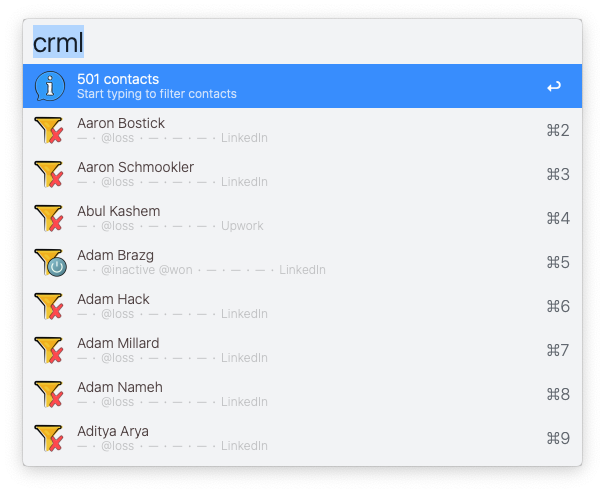 crml
501 contacts
Start typing to filter contacts
Aaron Bostick
— · @loss · — · — · — · LinkedIn
⌘2
Aaron Schmookler
— · @loss · — · — · — · LinkedIn
⌘3
Abul Kashem
— · @loss · — · — · — · Upwork
⌘4
Adam Brazg
— · @inactive @won · — · — · — · LinkedIn
⌘5
Adam Hack
— · @loss · — · — · — · LinkedIn
⌘6
Adam Millard
— · @loss · — · — · — · LinkedIn
⌘7
Adam Nameh
— · @loss · — · — · — · LinkedIn
⌘8
Aditya Arya
— · @loss · — · — · — · LinkedIn
⌘9